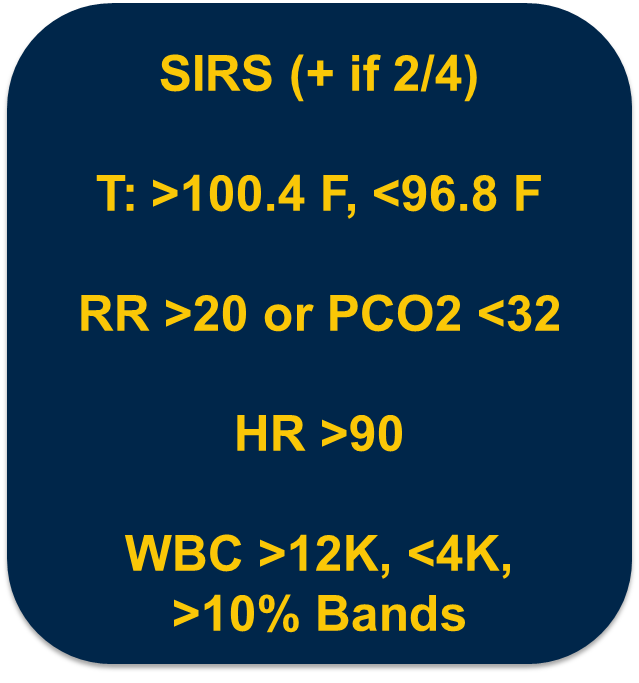 SIRS (+ if 2/4)
T: >100.4 F, <96.8 F
RR >20 or PCO2 <32
HR >90
WBC >12K, <4K,
>10% Bands